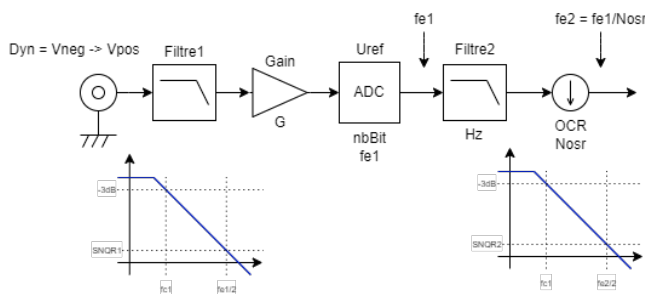 fe1
fe2 = fe1/Nosr
Dyn = Vneg -> Vpos
Filtre1
Gain
Uref
Filtre2
ADC
G
nbBit
fe1
Hz
OCR
Nosr
-3dB
SNQR1
fc1
fe1/2
-3dB
SNQR2
fc1
fe2/2